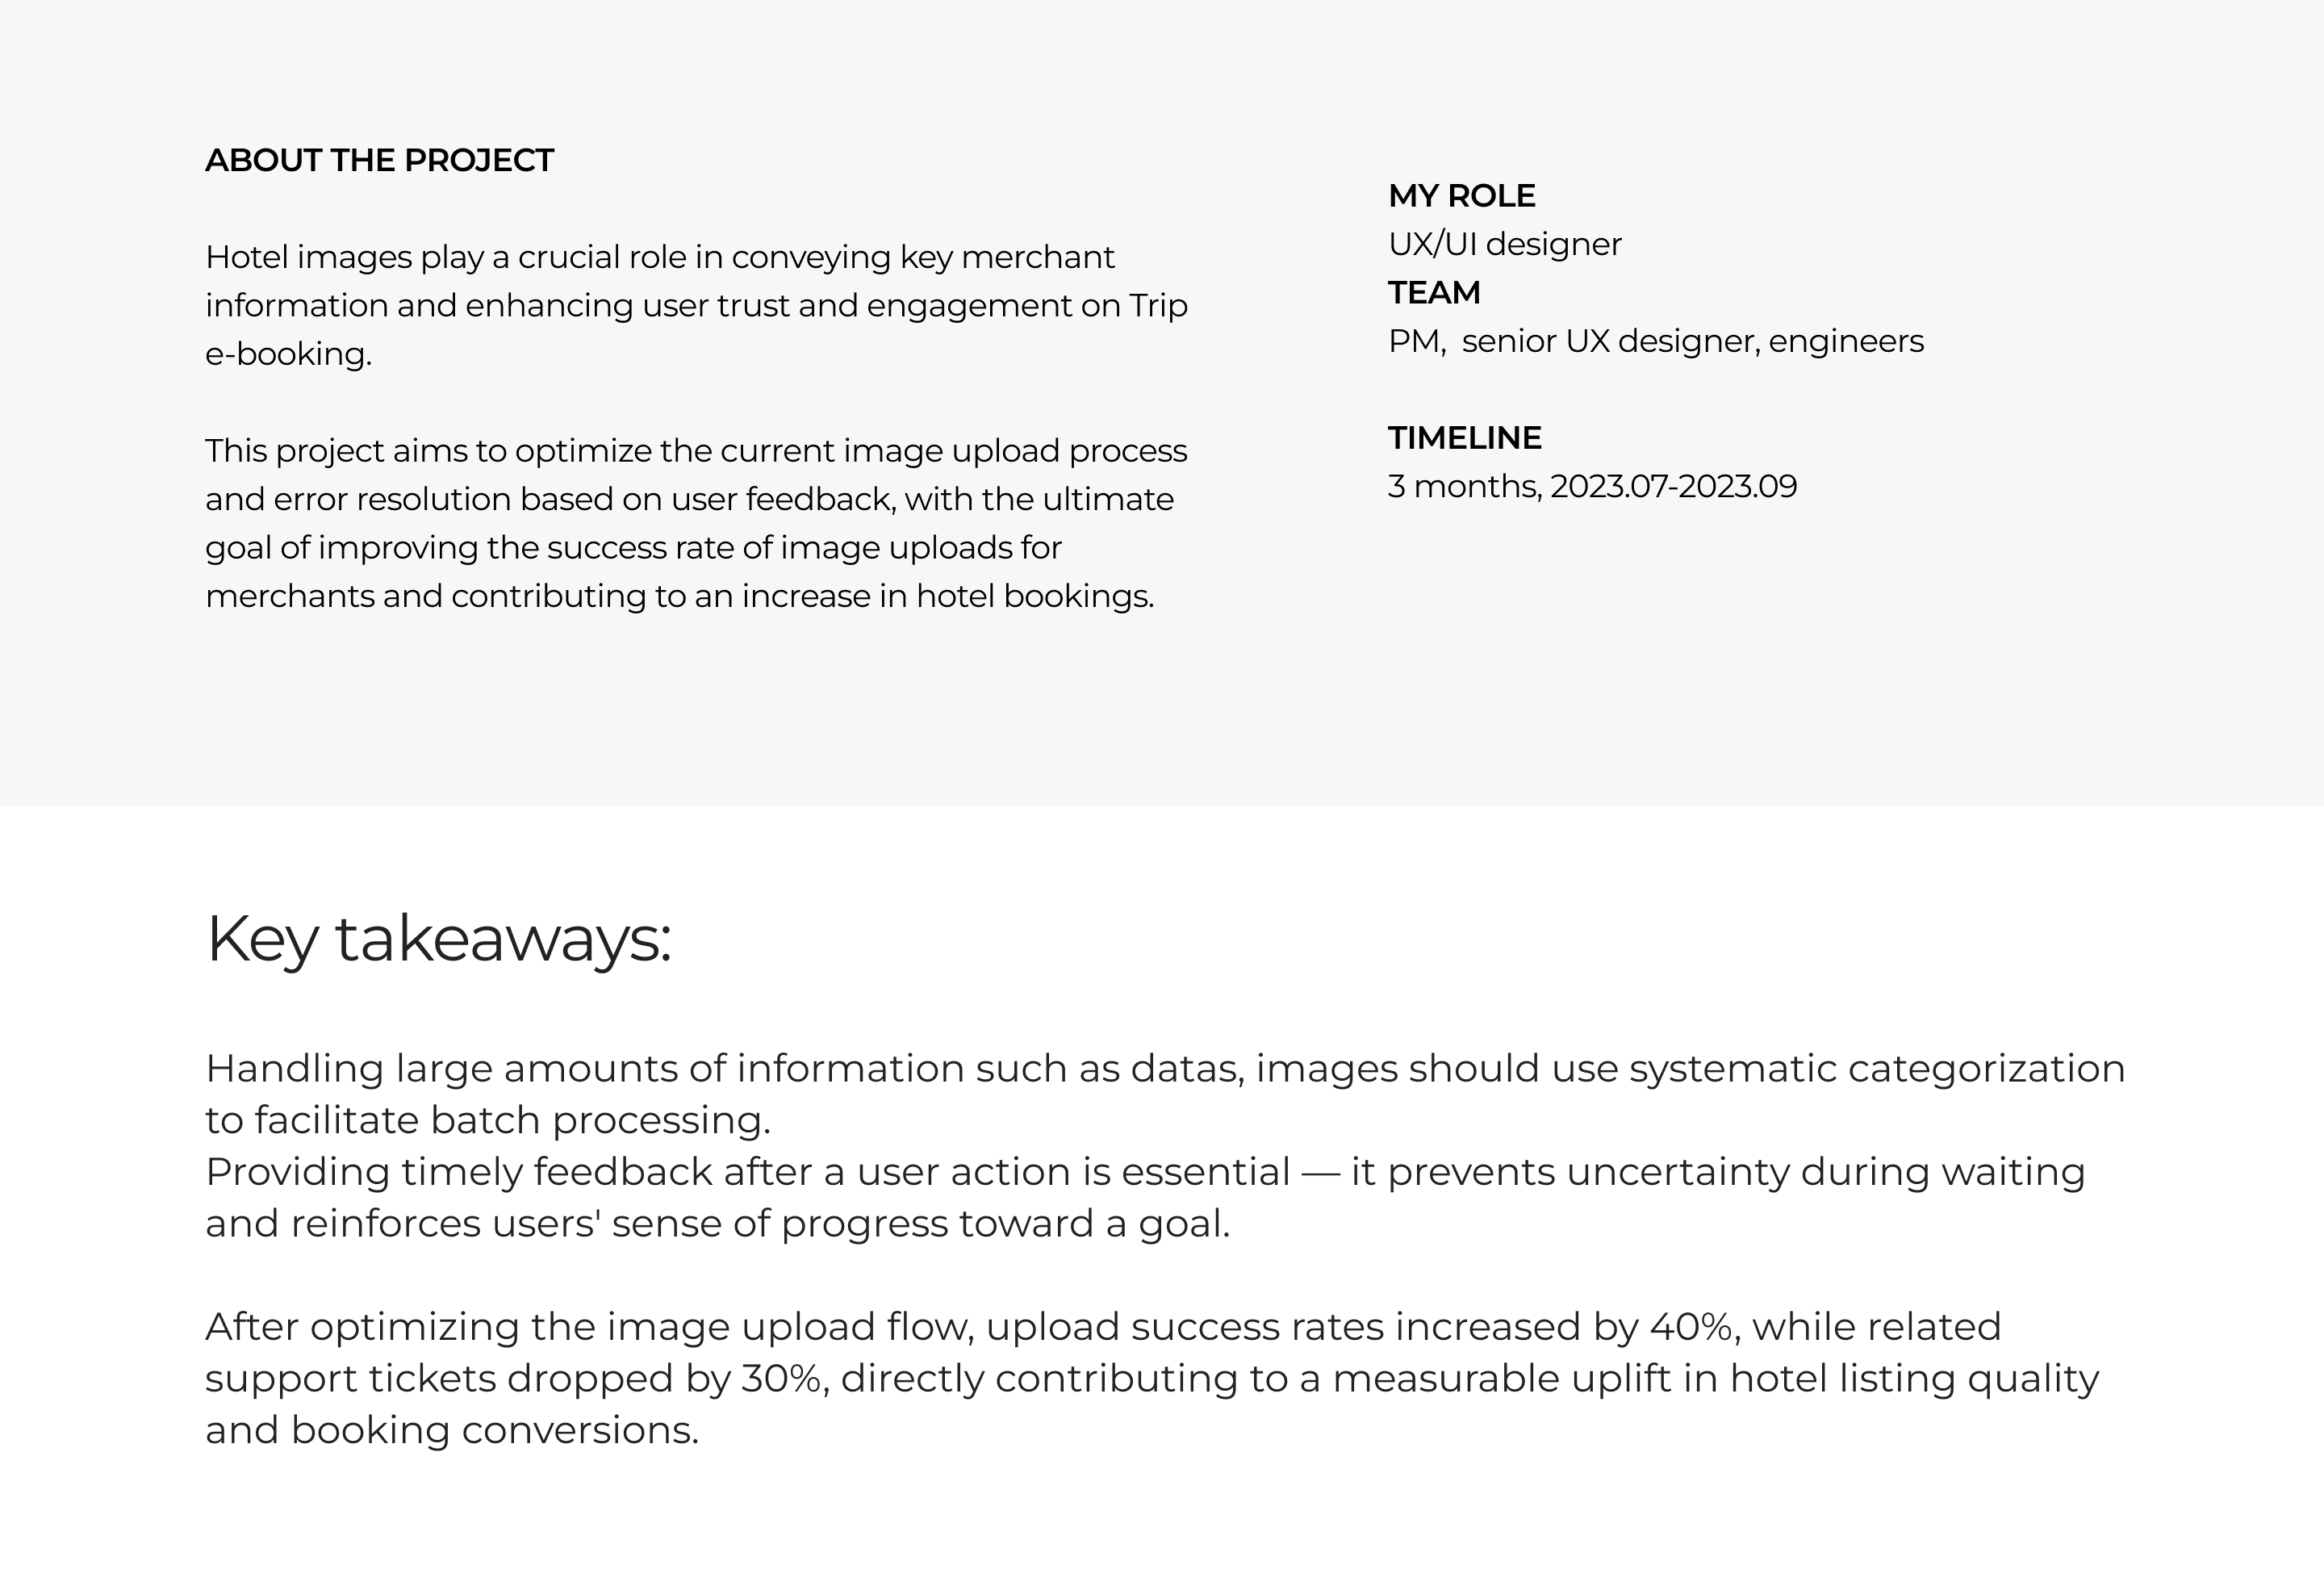 ABOUT THE PROJECT
Hotel images play a crucial role in conveying key merchant
information and enhancing user trust and engagement on Trip
e-booking.
This project aims to optimize the current image upload process
and error resolution based on user feedback, with the ultimate
goal of improving the success rate of image uploads for
merchants and contributing to an increase in hotel bookings.
MY ROLE
UX/UI designer
TEAM
PM,  senior UX designer, engineers
TIMELINE
3 months, 2023.07-2023.09
Key takeaways:
Handling large amounts of information such as datas, images should use systematic categorization
to facilitate batch processing.
Providing timely feedback after a user action is essential — it prevents uncertainty during waiting
and reinforces users' sense of progress toward a goal.
After optimizing the image upload flow, upload success rates increased by 40%, while related
support tickets dropped by 30%, directly contributing to a measurable uplift in hotel listing quality
and booking conversions.